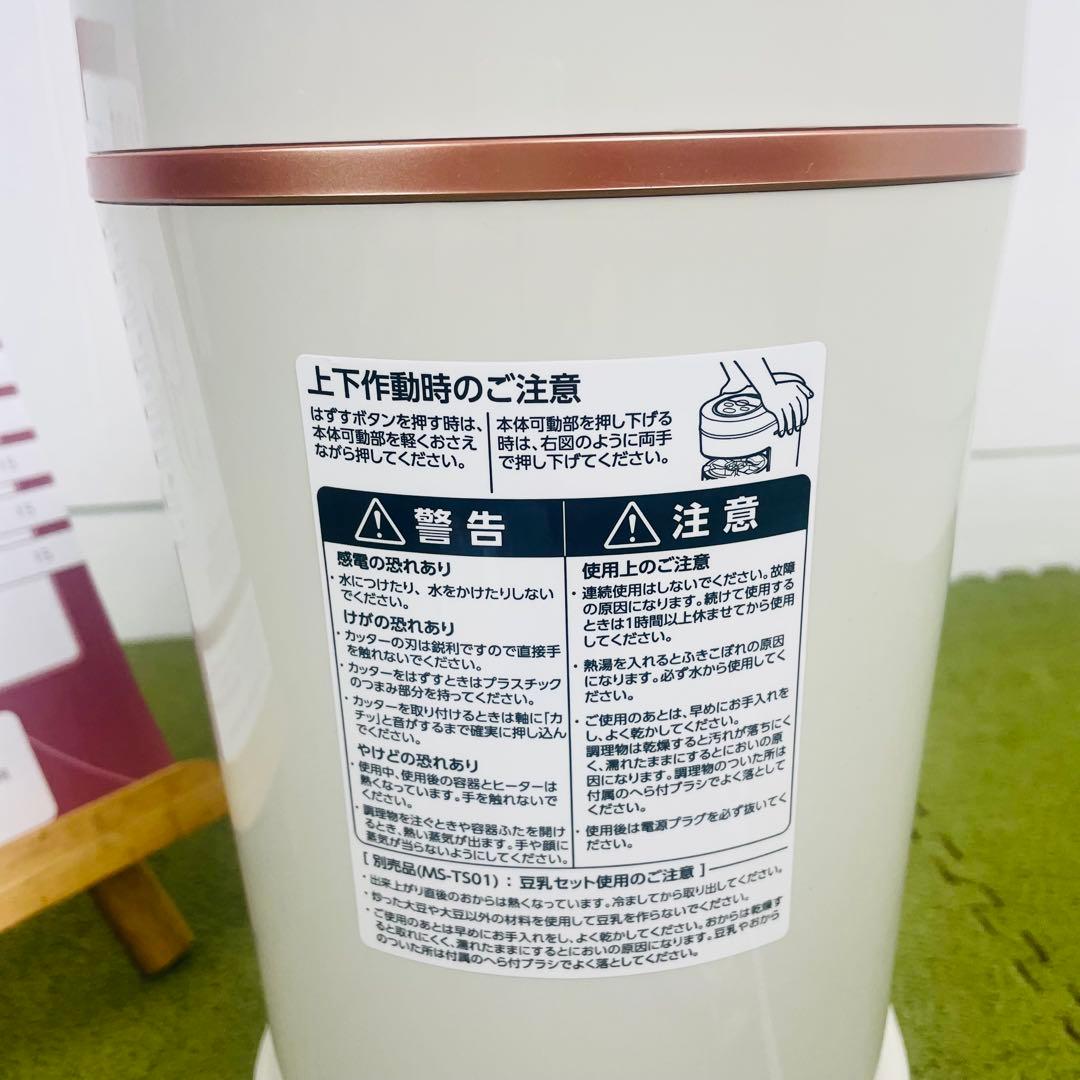 上下作動時のご注意
はずすボタンを押す時は、
本体可動部を軽くおさえ
ながら押してください。
本体可動部を押し下げる
時は、右図のように両手
で押し下げてください。
警告
感電の恐れあり
・水につけたり、水をかけたりしない
でください。
けがの恐れあり
・カッターの刃は鋭利ですので直接手
を触れないでください。
・カッターをはずすときはプラスチック
のつまみ部分を持ってください。
・カッターを取り付けるときは軸に「カ
チッ」と音がするまで確実に押し込ん
でください。
やけどの恐れあり
・使用中、使用後の容器とヒーターは
熱くなっています。手を触れないで
ください。
・調理物を注ぐときや容器ふたを開け
るとき、熱い蒸気が出ます。手や顔に
蒸気が当らないようにしてください。
注意
使用上のご注意
・連続使用はしないでください。故障
の原因になります。続けて使用する
ときは1時間以上休ませてから使用
してください。
・熱湯を入れるとふきこぼれの原因
になります。必ず水から使用してく
ださい。
・ご使用のあとは、早めにお手入れを
し、よく乾かしてください。
調理物は乾燥すると汚れが落ちにく
く、濡れたままにするとにおいの原
因になります。調理物のついた所は
付属のへら付ブラシでよく落として
ください。
・使用後は電源プラグを必ず抜いてく
ださい。
[ 別売品(MS-TS01)：豆乳セット使用のご注意 ]
・出来上がり直後のおからは熱くなっています。冷ましてから取り出してください。
・炒った大豆や大豆以外の材料を使用して豆乳を作らないでください。
・ご使用のあとは早めにお手入れをし、よく乾かしてください。おからは乾燥す
ると取れにくく、濡れたままにするとにおいの原因になります。豆乳やおから
のついた所は付属のへら付ブラシでよく落としてください。